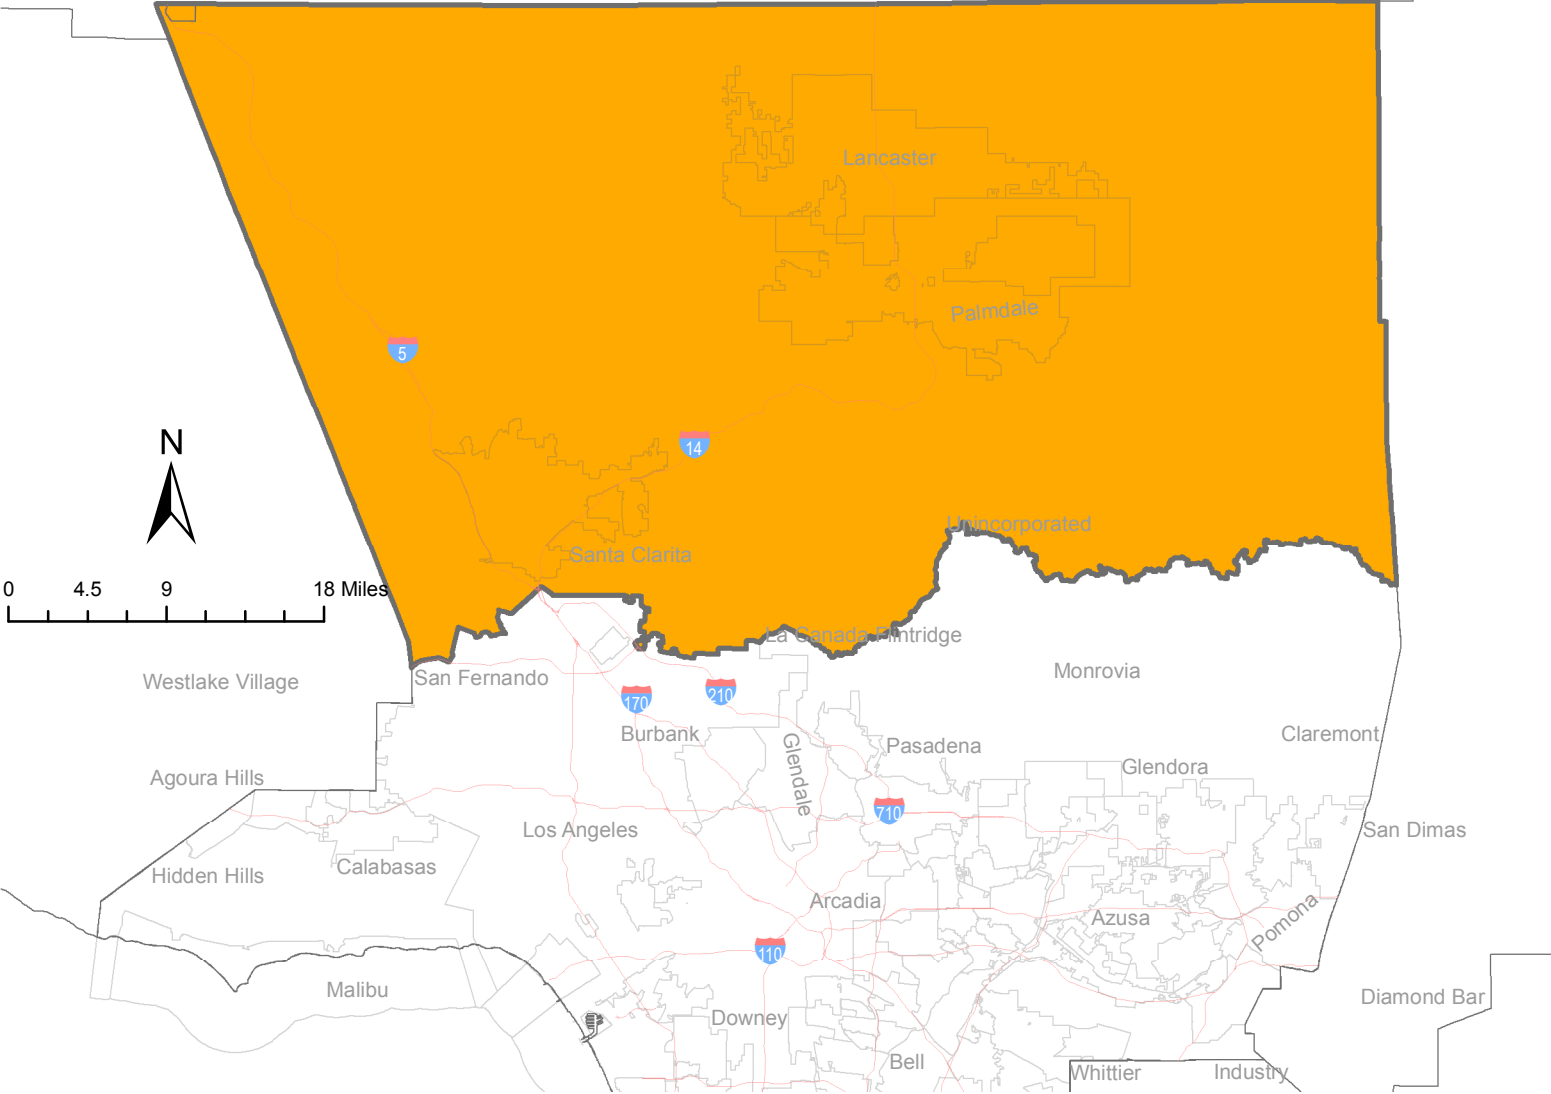 Lancaster
Palmdale
5
14
N
Unincorporated
Santa Clarita
0 4.5 9 18 Miles
La Canada Flintridge
Monrovia
Westlake Village
San Fernando
170
210
Burbank
Glendale
Pasadena
Claremont
Agoura Hills
Glendora
710
Los Angeles
San Dimas
Hidden Hills
Calabasas
Arcadia
Azusa
Pomona
110
Malibu
Diamond Bar
Downey
Bell
Whittier
Industry